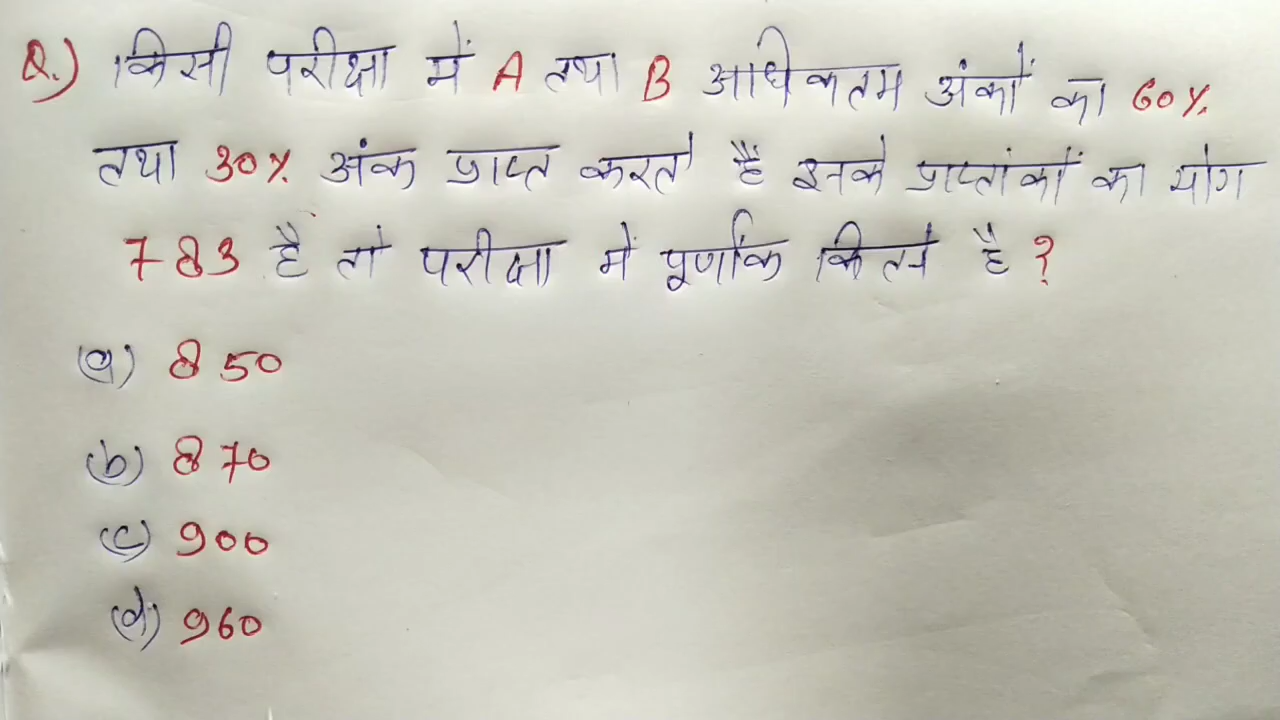 Q.) किसी परीक्षा में A तथा B अधिकतम अंकों का 60%
तथा 30% अंक प्राप्त करते हैं इनके प्राप्तांकों का योग
783 है तो परीक्षा में पूर्णांक कितने है ?
(a) 850
(b) 870
(c) 900
(d) 960